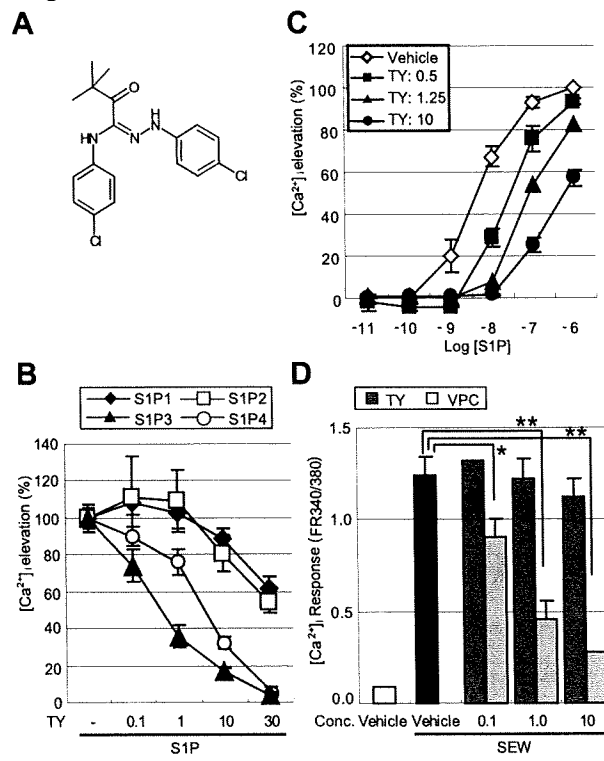 A
O
HN
N
N
H
Cl
Cl
C
Vehicle
TY: 0.5
TY: 1.25
TY: 10
[Ca²⁺]ᵢ elevation (%)
120
100
80
60
40
20
0
-11 -10 -9 -8 -7 -6
Log [S1P]
B
S1P1 S1P2
S1P3 S1P4
[Ca²⁺]ᵢ elevation (%)
140
120
100
80
60
40
20
0
TY - 0.1 1 10 30
S1P
D
TY VPC
[Ca²⁺]ᵢ Response (FR340/380)
1.5
1.0
0.5
0.0
*
**
**
Conc. Vehicle Vehicle 0.1 1.0 10
SEW